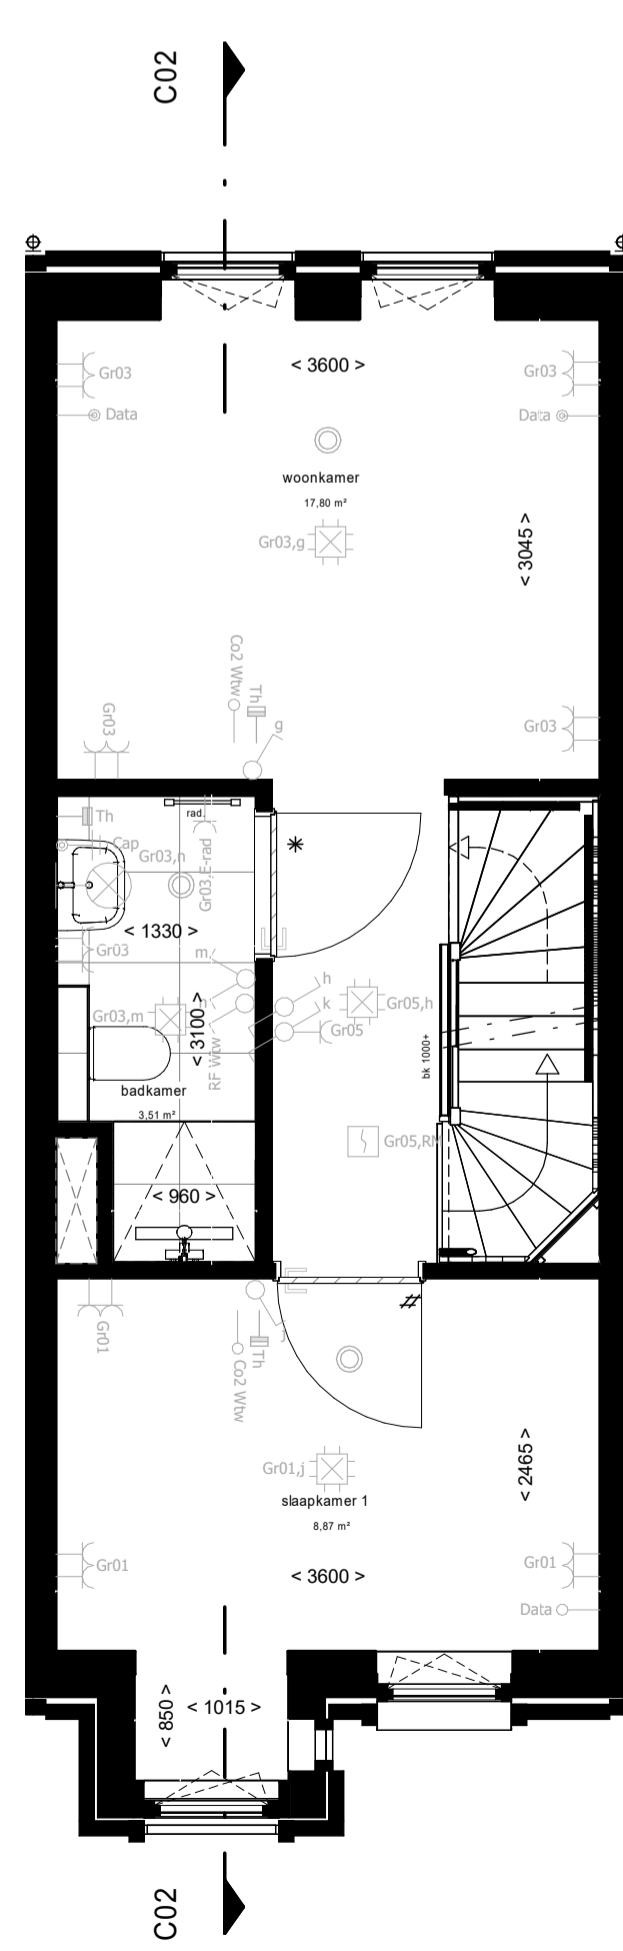 C02
< 3600 >
Gr03
Gr03
Data
Data
woonkamer
17,80 m²
Gr03,g
< 3045 >
Co2 Wtw
Th
g
Gr03
Gr03
rad.
Th
Cap
Gr03,n
Gr03,E-rad
*
< 1330 >
Gr03
m
h
k
Gr03,m
Gr05,h
Gr05
< 3100 >
RF Wtw
bk 1000+
badkamer
3,51 m²
Gr05,RM
< 960 >
Gr01
j
Th
Co2 Wtw
Gr01,j
slaapkamer 1
8,87 m²
< 2465 >
Gr01
Gr01
< 3600 >
Data
< 850 >
< 1015 >
C02